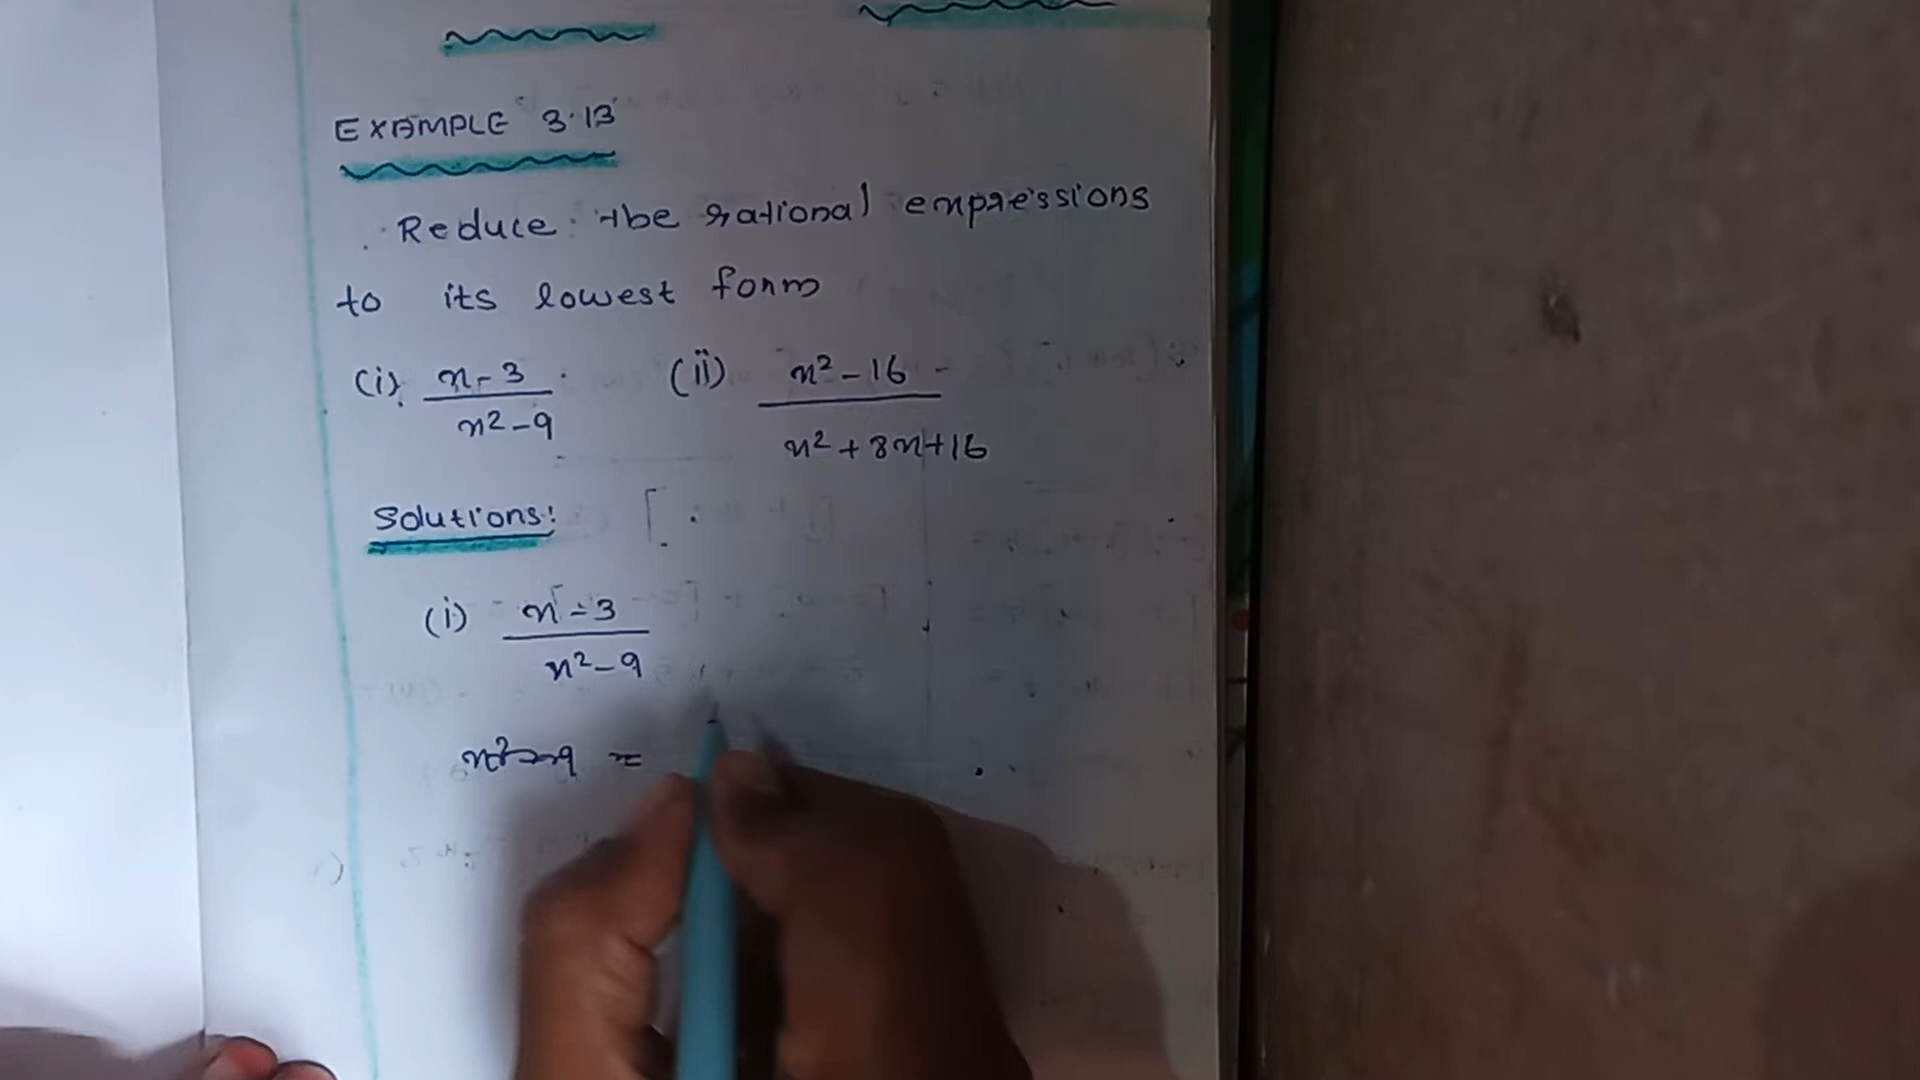 EXAMPLE 3.13
Reduce the rational expressions
to its lowest form
(i) x-3 / x²-9 (ii) x²-16 / x²+8x+16
Solutions:
(i) x-3 / x²-9
x²-9 =